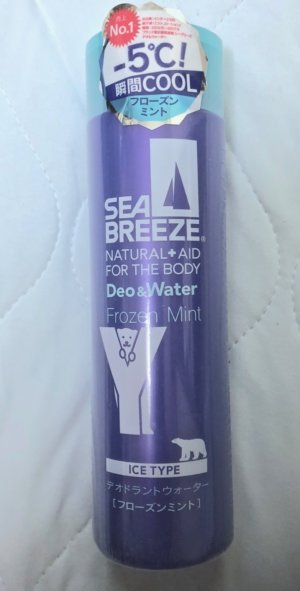 売上
No.1
-5℃!
瞬間COOL
フローズン
ミント
SEA
BREEZE®
NATURAL+AID
FOR THE BODY
Deo&Water
Frozen Mint
ICE TYPE
デオドラントウォーター
[フローズンミント]